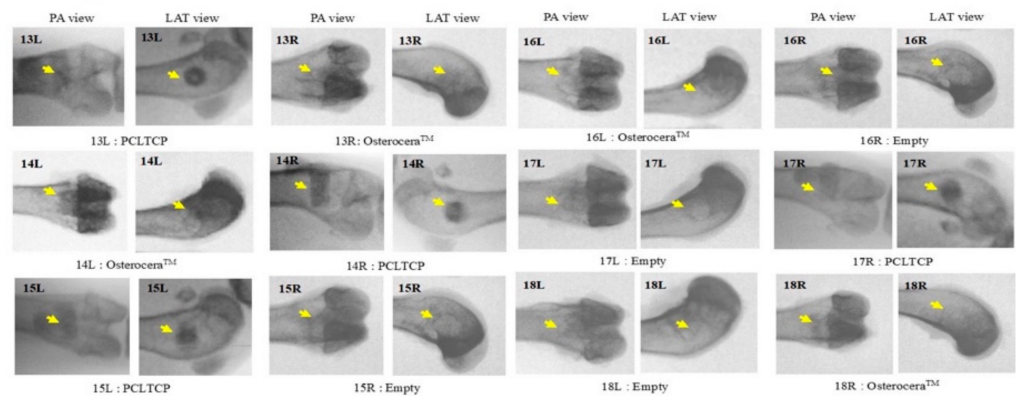 PA view LAT view PA view LAT view PA view LAT view PA view LAT view
13L 13L 13R 13R 16L 16L 16R 16R
13L : PCLTCP 13R: Osterocera™ 16L : Osterocera™ 16R : Empty
14L 14L 14R 14R 17L 17L 17R 17R
14L : Osterocera™ 14R : PCLTCP 17L : Empty 17R : PCLTCP
15L 15L 15R 15R 18L 18L 18R 18R
15L : PCLTCP 15R : Empty 18L : Empty 18R : Osterocera™